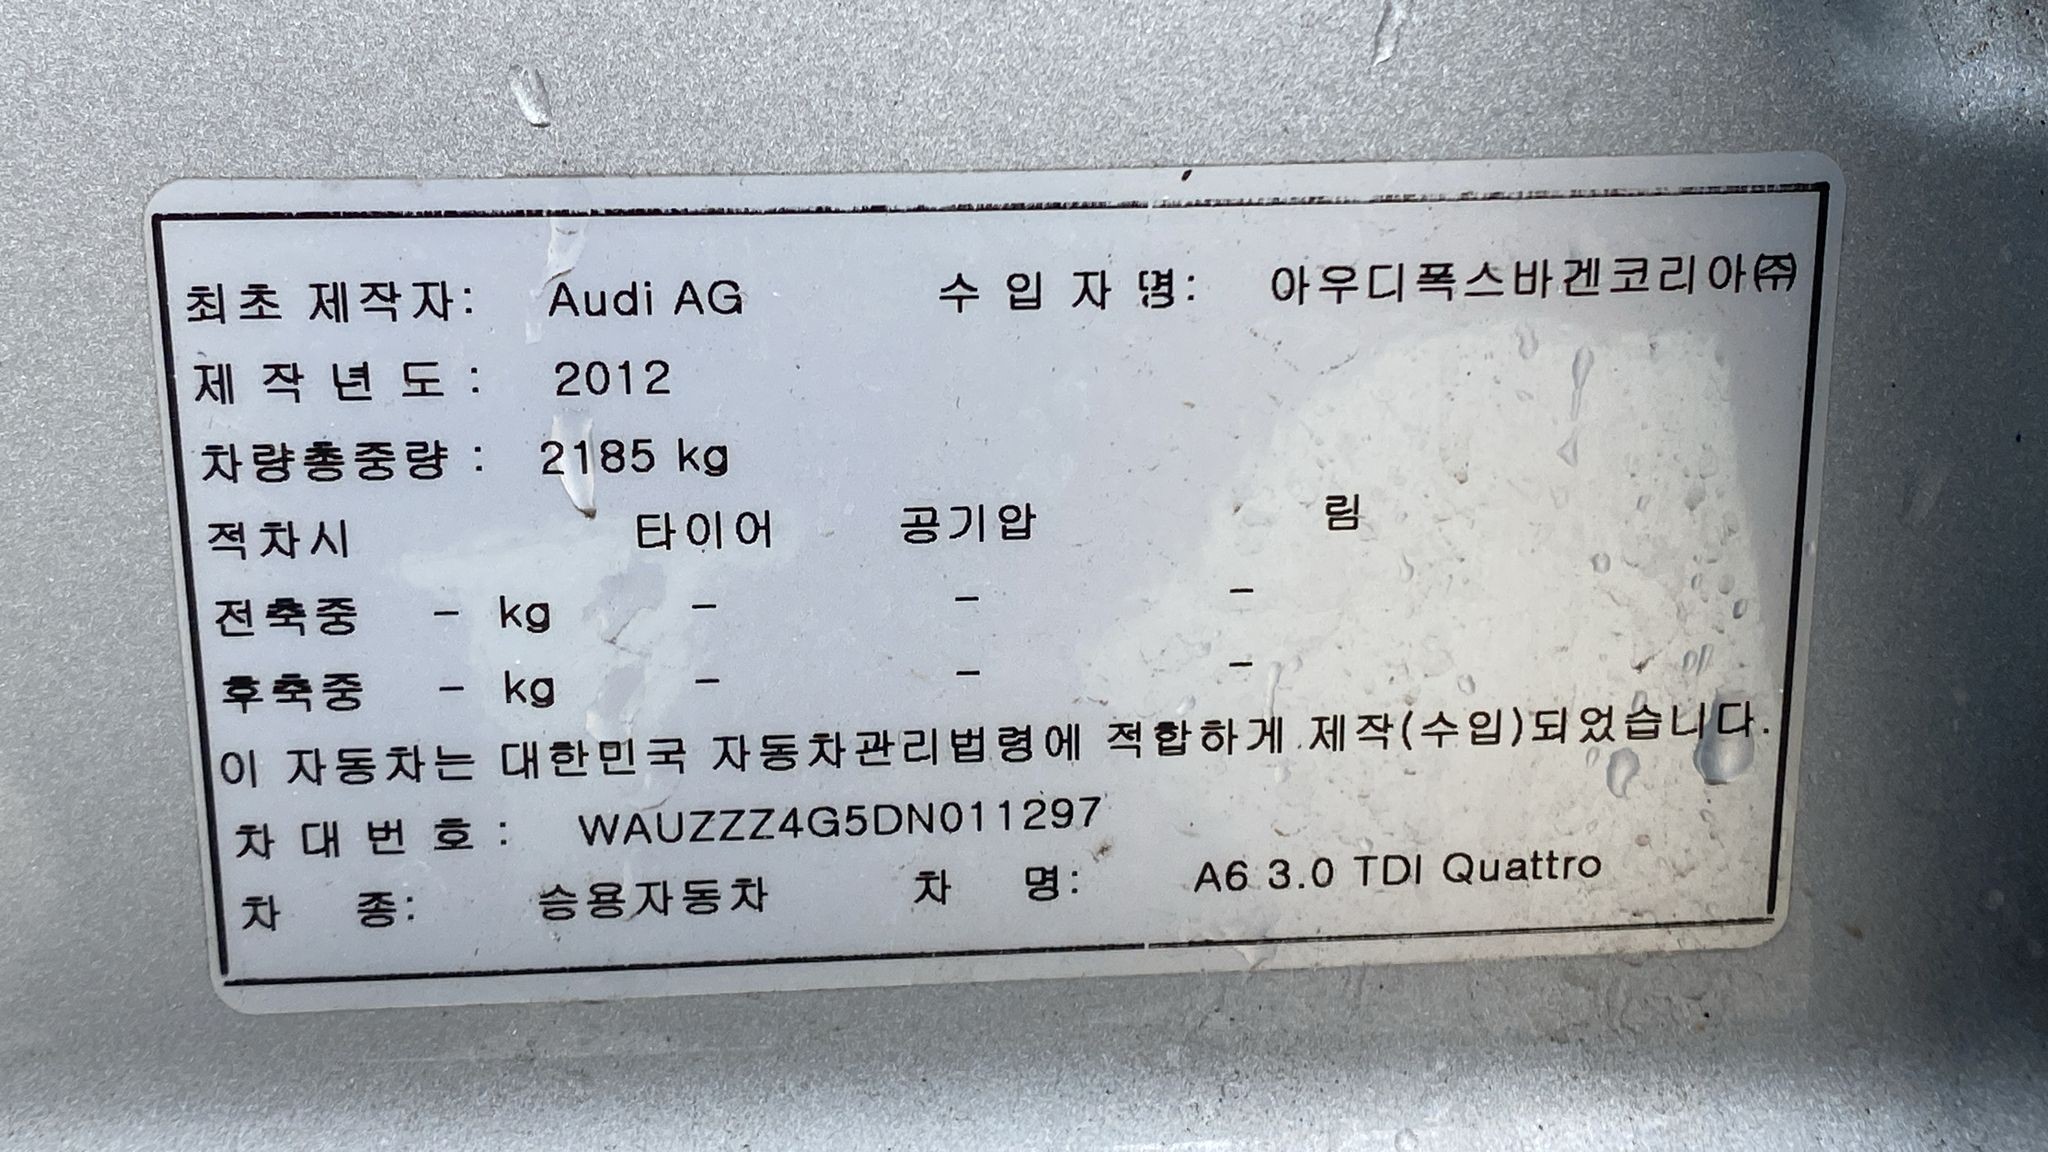 최초 제작자: Audi AG 수 입 자 명: 아우디폭스바겐코리아㈜
제 작 년 도 : 2012
차량총중량 : 2185 kg
적차시 타이어 공기압 림
전축중 - kg - - -
후축중 - kg - - -
이 자동차는 대한민국 자동차관리법령에 적합하게 제작(수입)되었습니다.
차 대 번 호 : WAUZZZ4G5DN011297
차 종: 승용자동차 차 명: A6 3.0 TDI Quattro